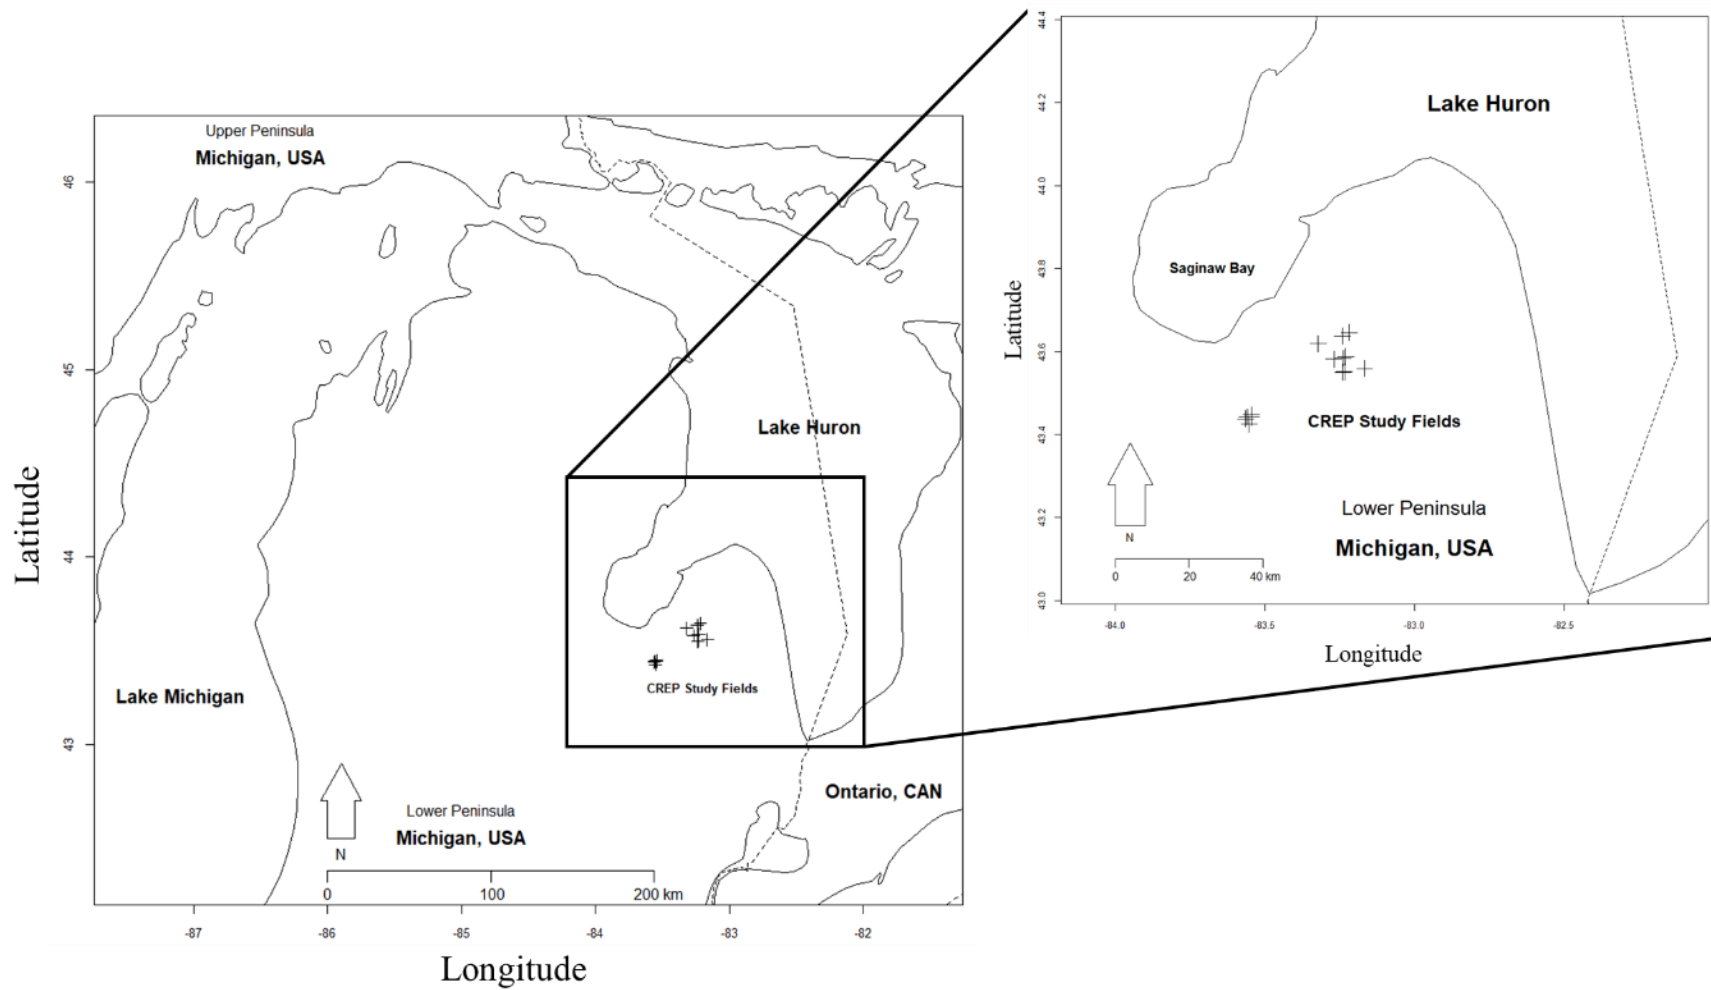 Upper Peninsula
Michigan, USA
Lake Huron
Lake Michigan
CREP Study Fields
Ontario, CAN
Lower Peninsula
Michigan, USA
N
0 100 200 km
46
45
44
43
Latitude
-87 -86 -85 -84 -83 -82
Longitude
Lake Huron
Saginaw Bay
CREP Study Fields
Lower Peninsula
Michigan, USA
N
0 20 40 km
44.4
44.2
44.0
43.8
43.6
43.4
43.2
43.0
Latitude
-84.0 -83.5 -83.0 -82.5
Longitude